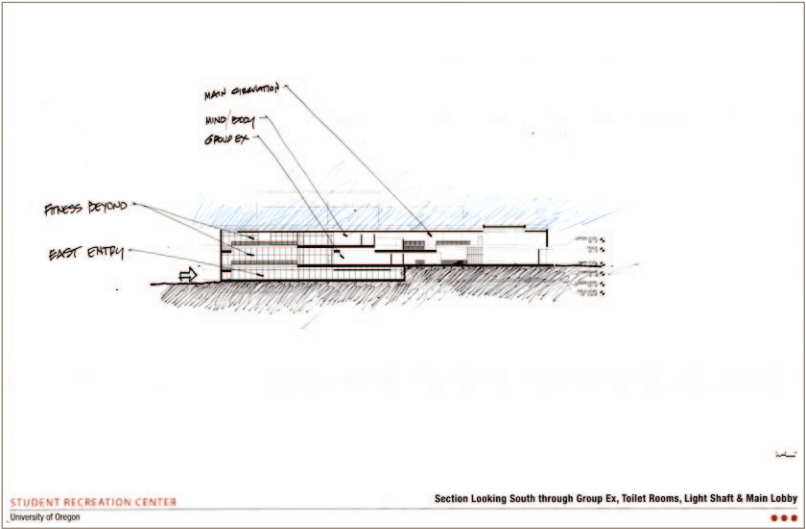 MAIN CIRCULATION
MIND/BODY
GROUP EX
FITNESS BEYOND
EAST ENTRY
STUDENT RECREATION CENTER
University of Oregon
Section Looking South through Group Ex, Toilet Rooms, Light Shaft & Main Lobby